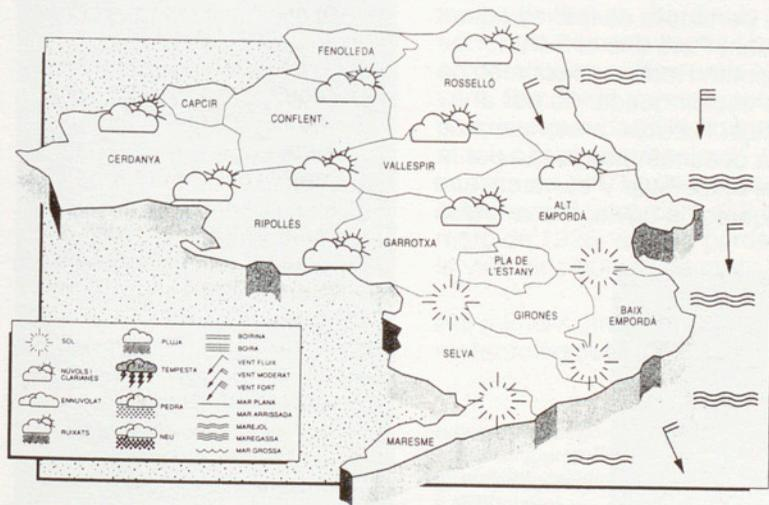 FENOLLEDA
ROSSELLÓ
CAPCIR
CONFLENT
CERDANYA
VALLESPIR
ALT
EMPORDÀ
RIPOLLÈS
GARROTXA
PLA DE
L'ESTANY
GIRONÈS
BAIX
EMPORDÀ
SELVA
MARESME
SOL
NÚVOLS I
CLARIANES
ENNUVOLAT
RUIXATS
PLUJA
TEMPESTA
PEDRA
NEU
BOIRINA
BOIRA
VENT FLUIX
VENT MODERAT
VENT FORT
MAR PLANA
MAR ARRISSADA
MAREJOL
MAREGASSA
MAR GROSSA